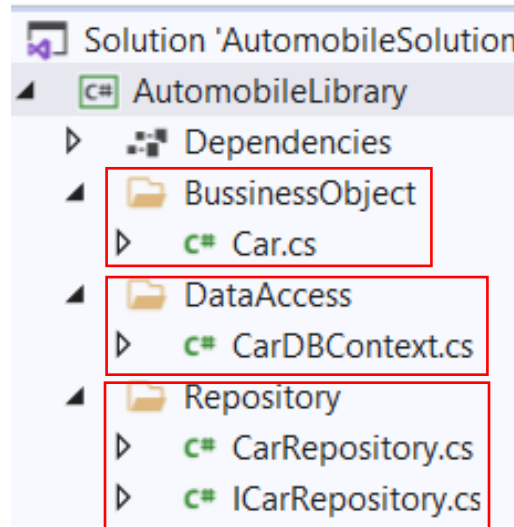 Solution 'AutomobileSolution
C# AutomobileLibrary
Dependencies
BussinessObject
C# Car.cs
DataAccess
C# CarDBContext.cs
Repository
C# CarRepository.cs
C# ICarRepository.cs